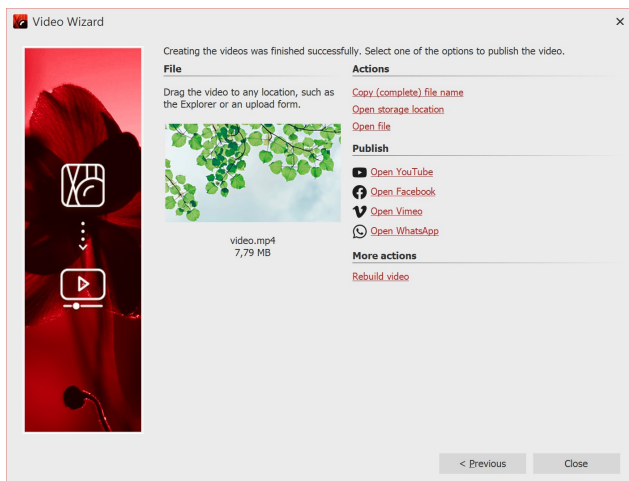 Video Wizard
Creating the videos was finished successfully. Select one of the options to publish the video.
File
Drag the video to any location, such as
the Explorer or an upload form.
video.mp4
7,79 MB
Actions
Copy (complete) file name
Open storage location
Open file
Publish
Open YouTube
Open Facebook
Open Vimeo
Open WhatsApp
More actions
Rebuild video
< Previous
Close